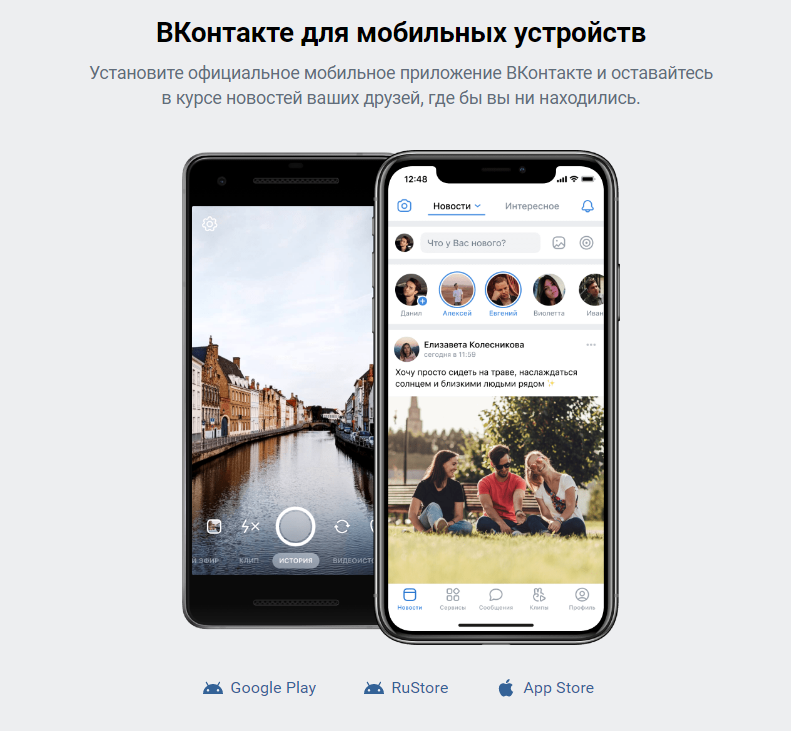 ВКонтакте для мобильных устройств
Установите официальное мобильное приложение ВКонтакте и оставайтесь
в курсе новостей ваших друзей, где бы вы ни находились.
12:48
Новости Интересное
Что у Вас нового?
Данил Алексей Евгений Виолетта Иван
Елизавета Колесникова
сегодня в 11:59
Хочу просто сидеть на траве, наслаждаться
солнцем и близкими людьми рядом ✨
Й ЭФИР КЛИП ИСТОРИЯ ВИДЕОИСТ
Новости Сервисы Сообщения Клипы Профиль
Google Play RuStore App Store